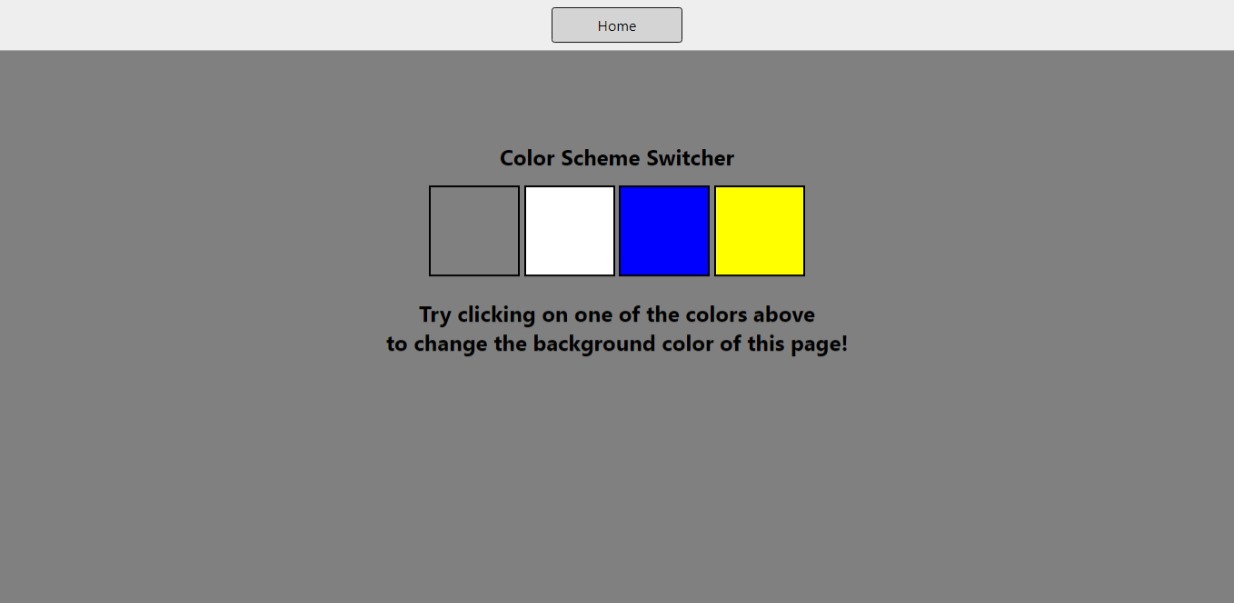 Home
Color Scheme Switcher
Try clicking on one of the colors above
to change the background color of this page!